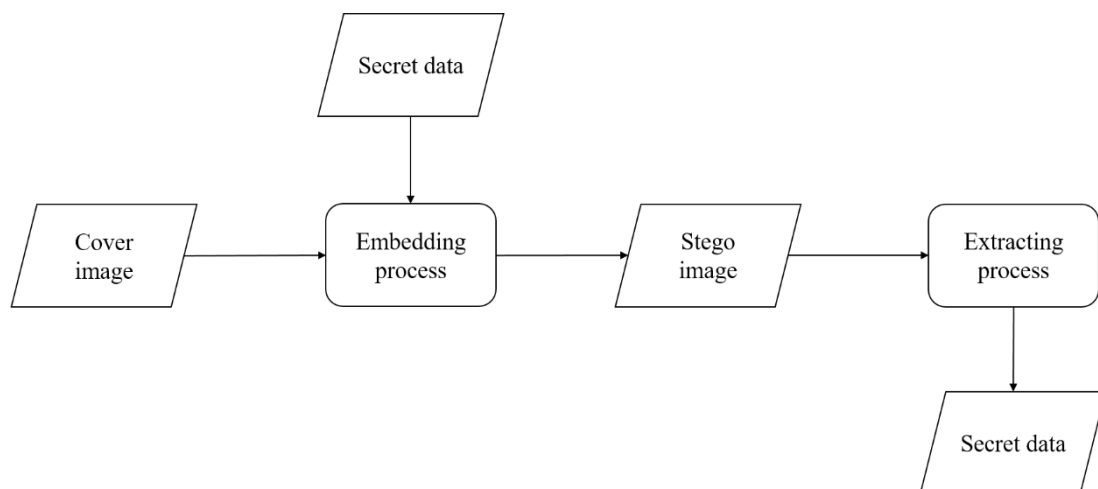 Secret data
Cover
image
Embedding
process
Stego
image
Extracting
process
Secret data